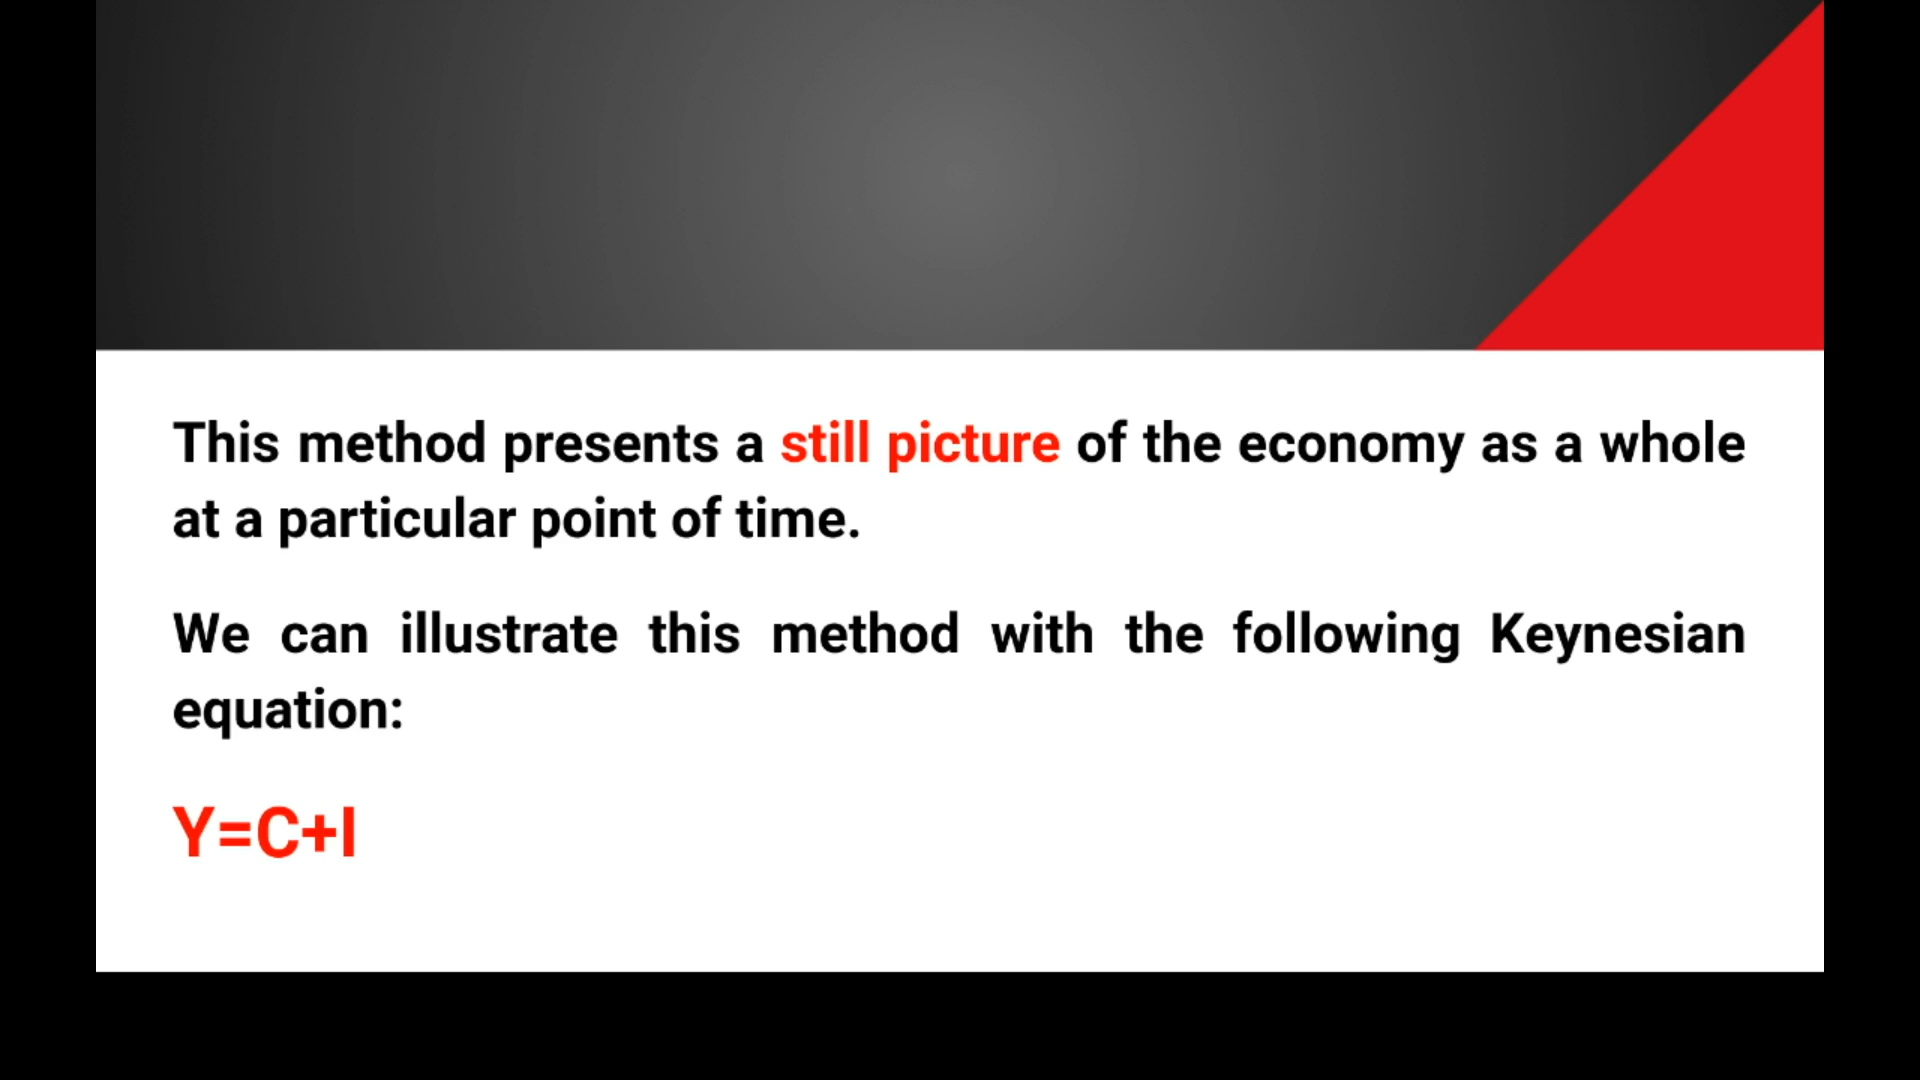 This method presents a still picture of the economy as a whole
at a particular point of time.
We can illustrate this method with the following Keynesian
equation:
Y=C+I